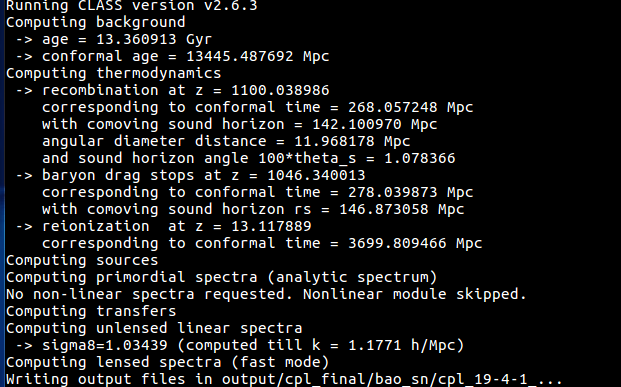 Running CLASS version v2.6.3
Computing background
 -> age = 13.360913 Gyr
 -> conformal age = 13445.487692 Mpc
Computing thermodynamics
 -> recombination at z = 1100.038986
    corresponding to conformal time = 268.057248 Mpc
    with comoving sound horizon = 142.100970 Mpc
    angular diameter distance = 11.968178 Mpc
    and sound horizon angle 100*theta_s = 1.078366
 -> baryon drag stops at z = 1046.340013
    corresponding to conformal time = 278.039873 Mpc
    with comoving sound horizon rs = 146.873058 Mpc
 -> reionization  at z = 13.117889
    corresponding to conformal time = 3699.809466 Mpc
Computing sources
Computing primordial spectra (analytic spectrum)
No non-linear spectra requested. Nonlinear module skipped.
Computing transfers
Computing unlensed linear spectra
 -> sigma8=1.03439 (computed till k = 1.1771 h/Mpc)
Computing lensed spectra (fast mode)
Writing output files in output/cpl_final/bao_sn/cpl_19-4-1_...